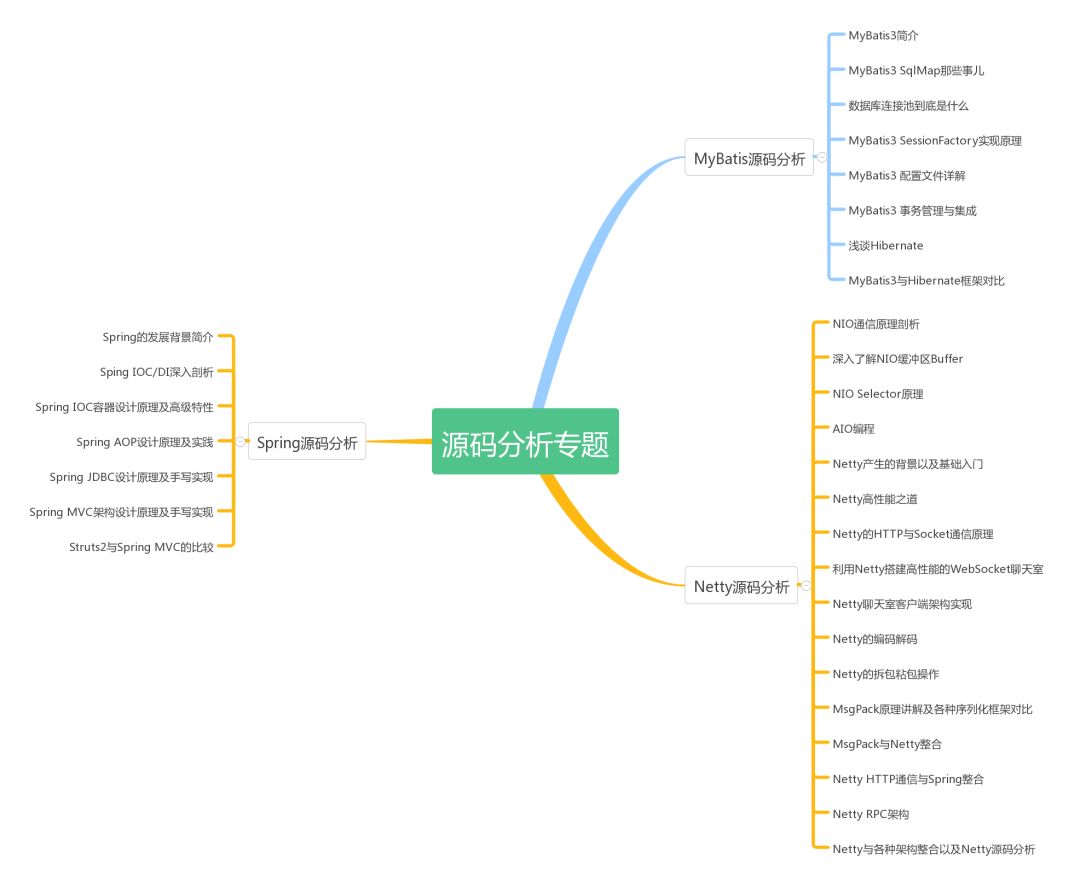 源码分析专题
MyBatis源码分析
MyBatis3简介
MyBatis3 SqlMap那些事儿
数据库连接池到底是什么
MyBatis3 SessionFactory实现原理
MyBatis3 配置文件详解
MyBatis3 事务管理与集成
浅谈Hibernate
MyBatis3与Hibernate框架对比
Netty源码分析
NIO通信原理剖析
深入了解NIO缓冲区Buffer
NIO Selector原理
AIO编程
Netty产生的背景以及基础入门
Netty高性能之道
Netty的HTTP与Socket通信原理
利用Netty搭建高性能的WebSocket聊天室
Netty聊天室客户端架构实现
Netty的编码解码
Netty的拆包粘包操作
MsgPack原理讲解及各种序列化框架对比
MsgPack与Netty整合
Netty HTTP通信与Spring整合
Netty RPC架构
Netty与各种架构整合以及Netty源码分析
Spring源码分析
Spring的发展背景简介
Sping IOC/DI深入剖析
Spring IOC容器设计原理及高级特性
Spring AOP设计原理及实践
Spring JDBC设计原理及手写实现
Spring MVC架构设计原理及手写实现
Struts2与Spring MVC的比较